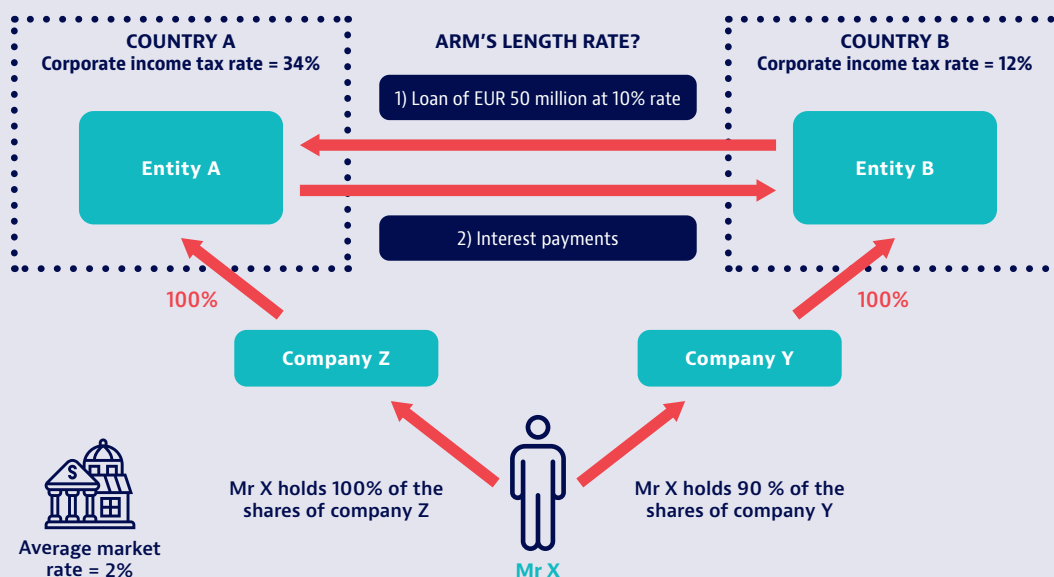 COUNTRY A
Corporate income tax rate = 34%
ARM'S LENGTH RATE?
COUNTRY B
Corporate income tax rate = 12%
1) Loan of EUR 50 million at 10% rate
Entity A
Entity B
2) Interest payments
100%
100%
Company Z
Company Y
Mr X holds 100% of the
shares of company Z
Mr X holds 90 % of the
shares of company Y
$
Average market
rate = 2%
Mr X